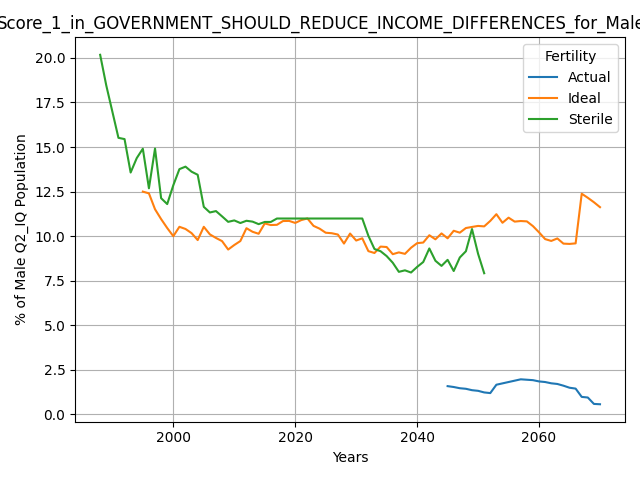 Score_1_in_GOVERNMENT_SHOULD_REDUCE_INCOME_DIFFERENCES_for_Male
Fertility
Actual
Ideal
Sterile
% of Male Q2_IQ Population
20.0
17.5
15.0
12.5
10.0
7.5
5.0
2.5
0.0
2000 2020 2040 2060
Years